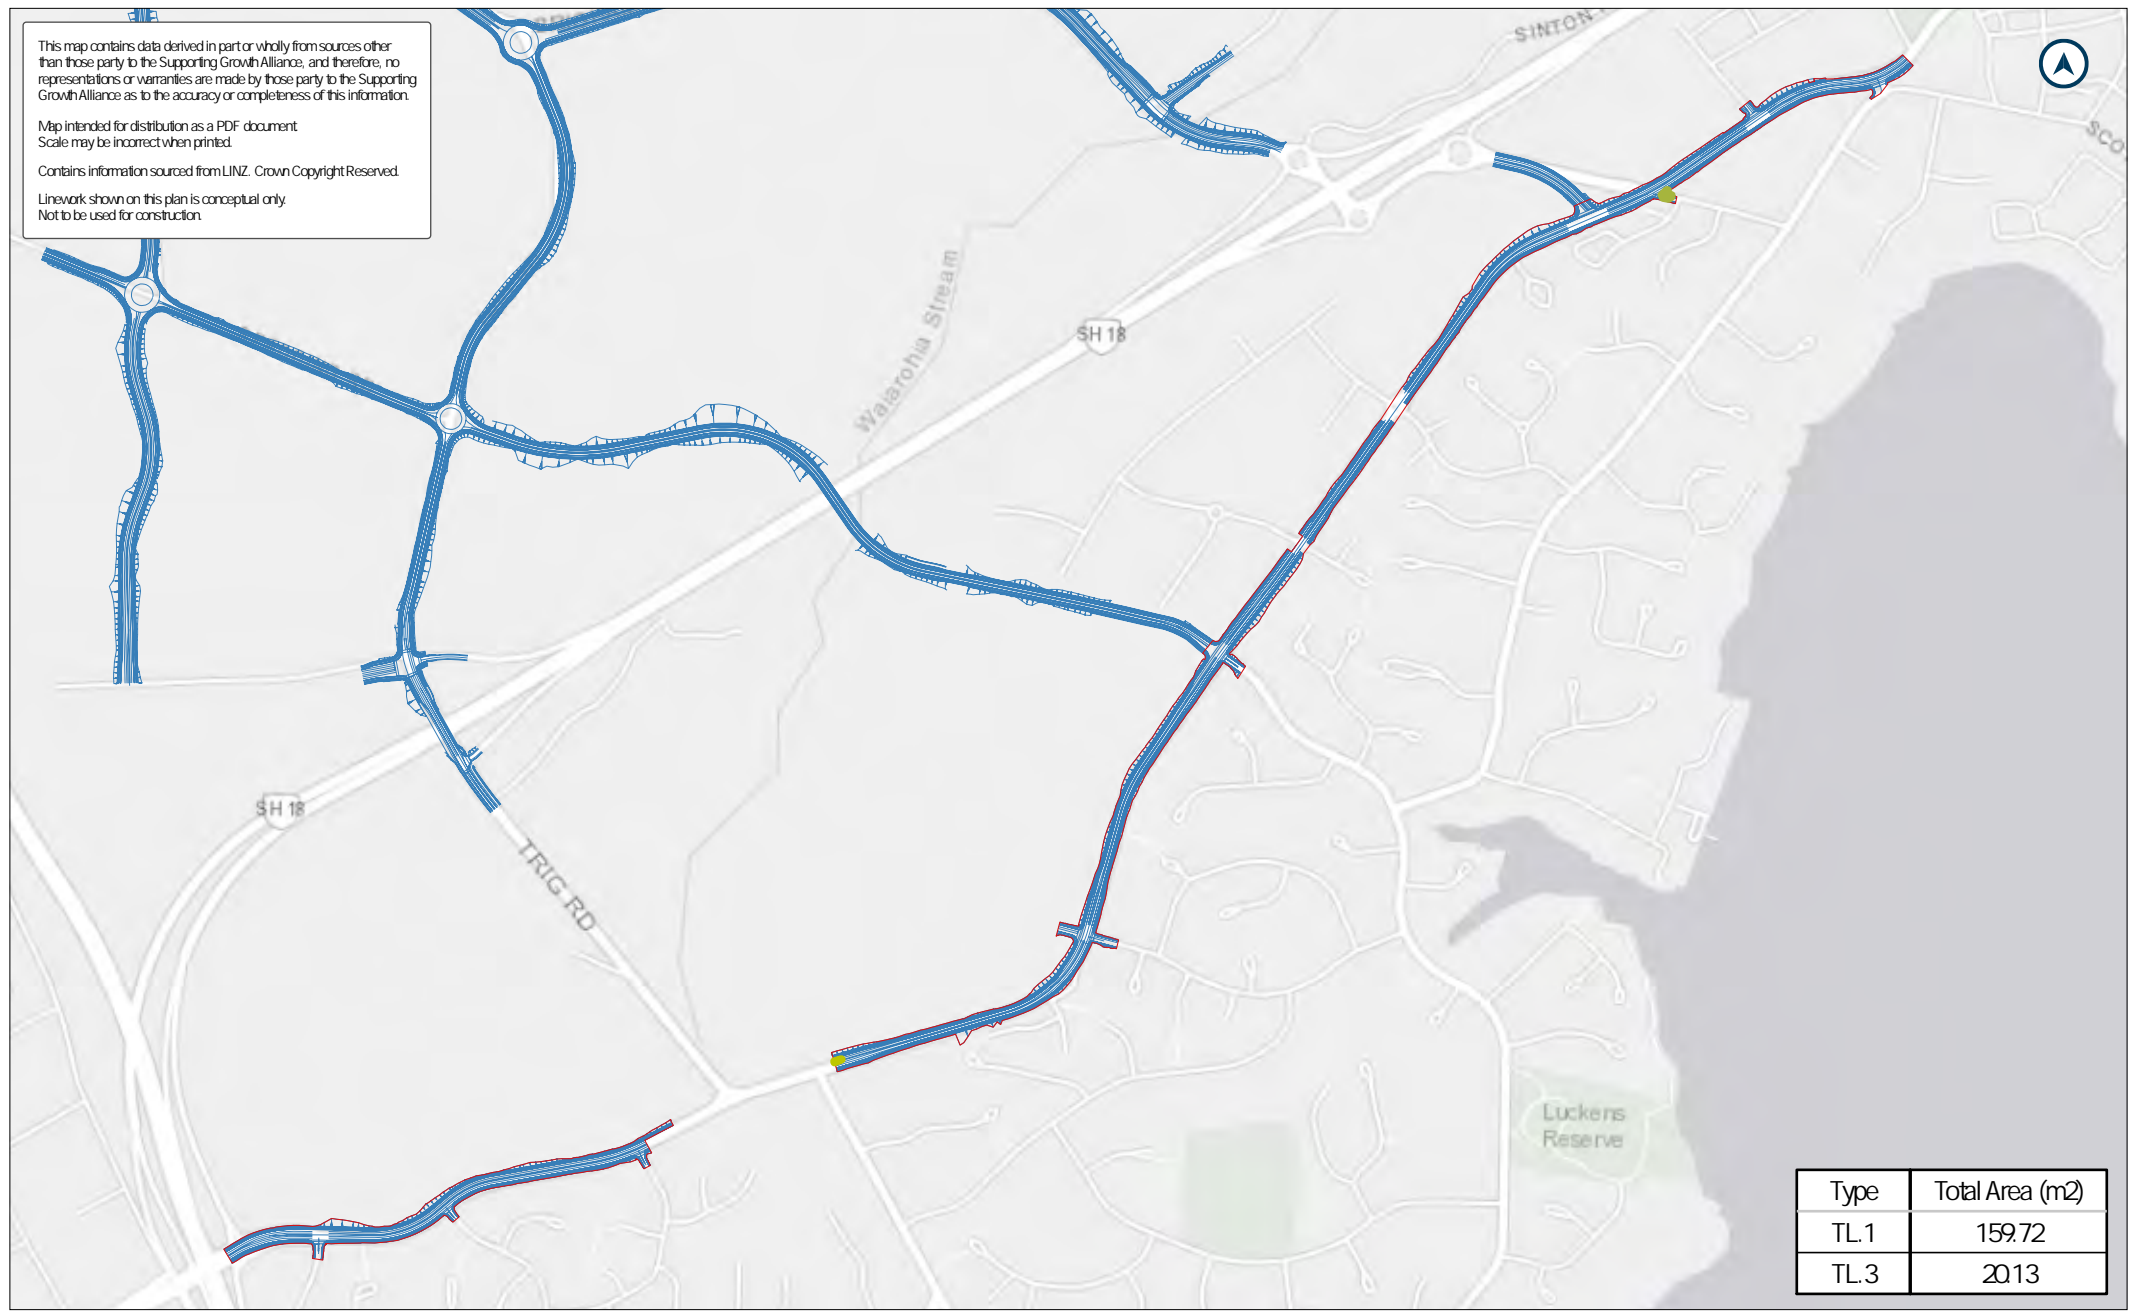 This map contains data derived in part or wholly from sources other
than those party to the Supporting Growth Alliance, and therefore, no
representations or warranties are made by those party to the Supporting
Growth Alliance as to the accuracy or completeness of this information.
Map intended for distribution as a PDF document.
Scale may be incorrect when printed.
Contains information sourced from LINZ. Crown Copyright Reserved.
Linework shown on this plan is conceptual only.
Not to be used for construction.
SINTON
SCO
Waiarohia Stream
SH 18
SH 18
TRIG RD
Luckens
Reserve
Type Total Area (m2)
TL.1 159.72
TL.3 20.13